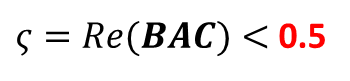 ς = Re(BAC) < 0.5